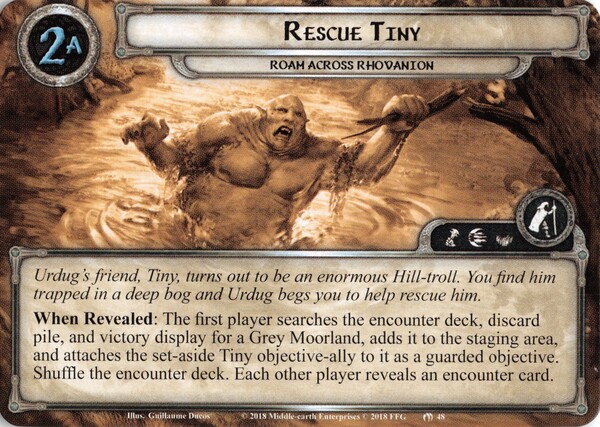 2A
Rescue Tiny
Roam Across Rhovanion
Urdug's friend, Tiny, turns out to be an enormous Hill-troll. You find him
trapped in a deep bog and Urdug begs you to help rescue him.
When Revealed: The first player searches the encounter deck, discard
pile, and victory display for a Grey Moorland, adds it to the staging area,
and attaches the set-aside Tiny objective-ally to it as a guarded objective.
Shuffle the encounter deck. Each other player reveals an encounter card.
Illus. Guillaume Ducos © 2018 Middle-earth Enterprises © 2018 FFG 48